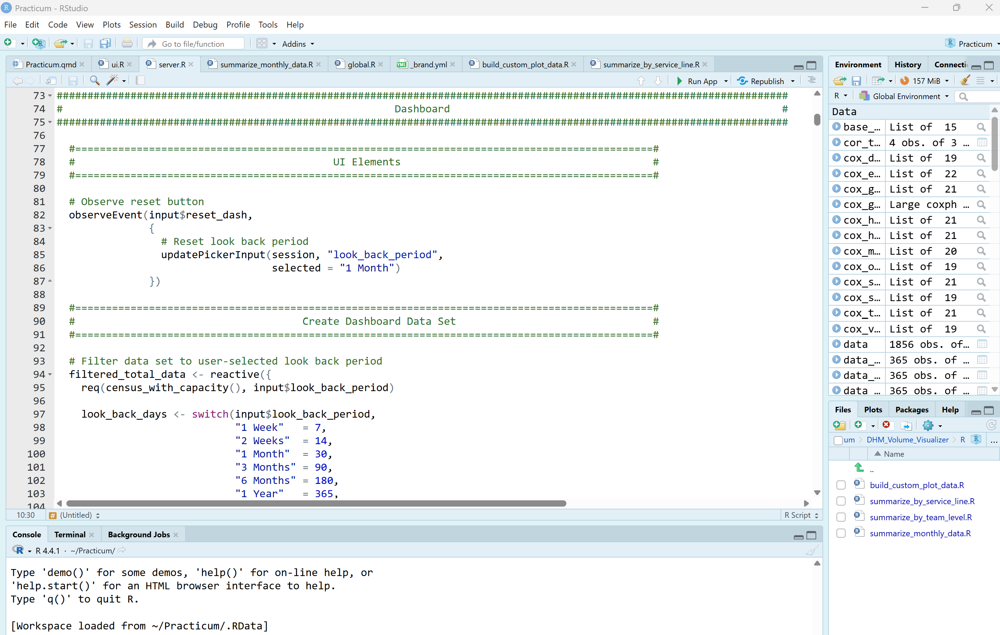 Practicum - RStudio
File Edit Code View Plots Session Build Debug Profile Tools Help
Go to file/function Addins Practicum
Practicum.qmd ui.R server.R summarize_monthly_data.R global.R _brand.yml build_custom_plot_data.R summarize_by_service_line.R
Run App Republish
73 #######################################################################################################################
74 # Dashboard #
75 #######################################################################################################################
76
77 #==============================================================================================#
78 # UI Elements #
79 #==============================================================================================#
80
81 # Observe reset button
82 observeEvent(input$reset_dash,
83 {
84 # Reset look back period
85 updatePickerInput(session, "look_back_period",
86 selected = "1 Month")
87 })
88
89 #==============================================================================================#
90 # Create Dashboard Data Set #
91 #==============================================================================================#
92
93 # Filter data set to user-selected look back period
94 filtered_total_data <- reactive({
95 req(census_with_capacity(), input$look_back_period)
96
97 look_back_days <- switch(input$look_back_period,
98 "1 Week" = 7,
99 "2 Weeks" = 14,
100 "1 Month" = 30,
101 "3 Months" = 90,
102 "6 Months" = 180,
103 "1 Year" = 365,
104
10:30 # (Untitled) R Script
Console Terminal Background Jobs
R 4.4.1 · ~/Practicum/
Type 'demo()' for some demos, 'help()' for on-line help, or
'help.start()' for an HTML browser interface to help.
Type 'q()' to quit R.
[Workspace loaded from ~/Practicum/.RData]
Environment History Connecti
157 MiB
R Global Environment
Data
base_... List of 15
cor_t... 4 obs. of 3 ...
cox_d... List of 19
cox_e... List of 22
cox_g... List of 21
cox_g... Large coxph ...
cox_h... List of 21
cox_h... List of 21
cox_m... List of 20
cox_o... List of 19
cox_s... List of 21
cox_s... List of 19
cox_t... List of 21
cox_v... List of 19
data 1856 obs. of...
data_... 365 obs. of ...
data_... 365 obs. of ...
data_... 365 obs. of ...
Files Plots Packages Help
um DHM_Volume_Visualizer R ...
Name
..
build_custom_plot_data.R
summarize_by_service_line.R
summarize_by_team_level.R
summarize_monthly_data.R